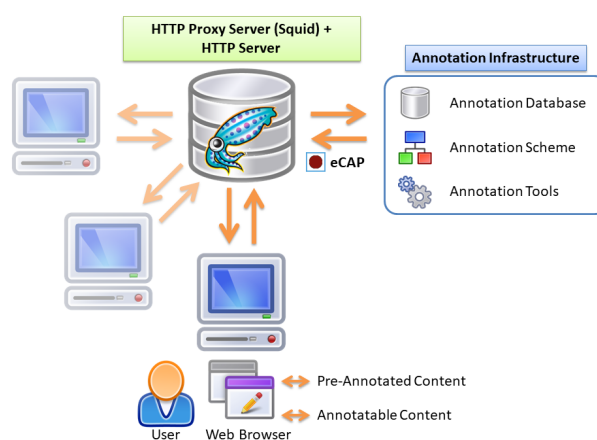 HTTP Proxy Server (Squid) +
HTTP Server
Annotation Infrastructure
Annotation Database
Annotation Scheme
Annotation Tools
eCAP
Pre-Annotated Content
Annotatable Content
User
Web Browser